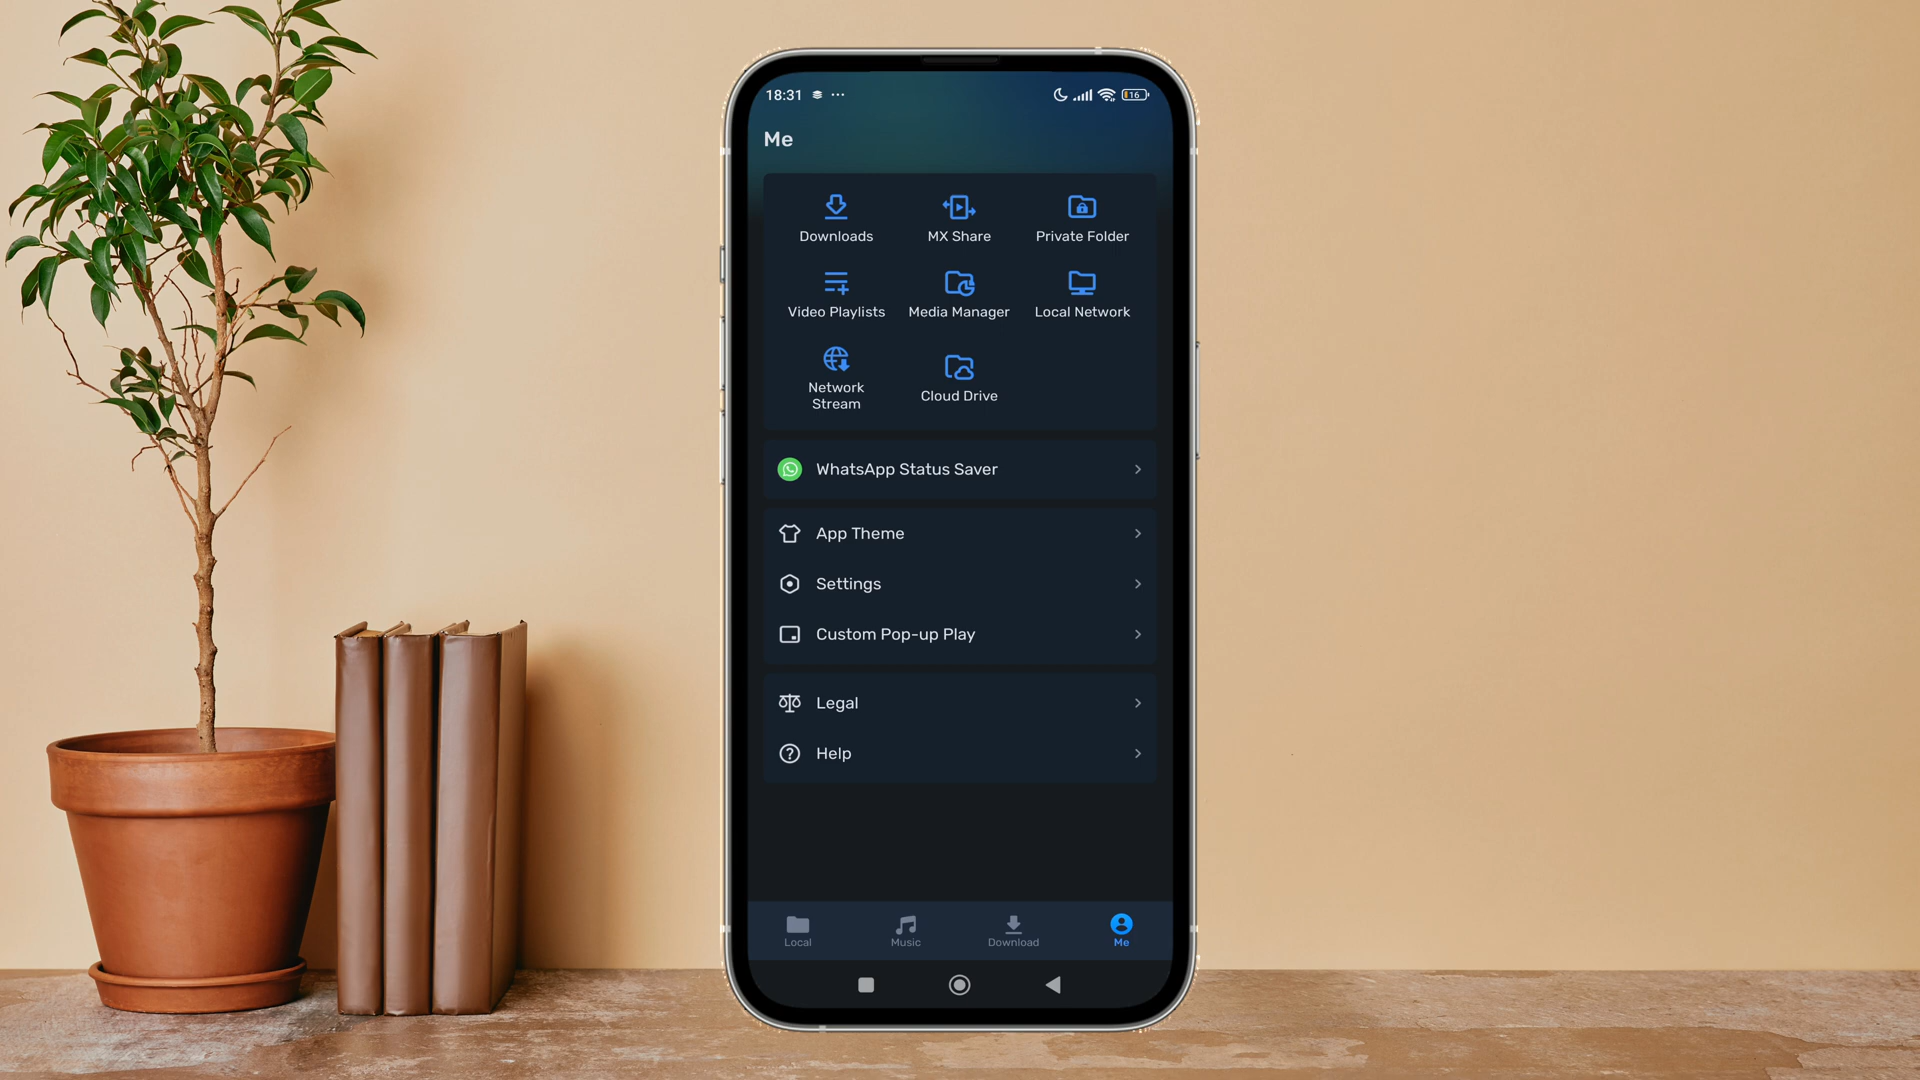 18:31
16
Me
Downloads
MX Share
Private Folder
Video Playlists
Media Manager
Local Network
Network
Stream
Cloud Drive
WhatsApp Status Saver
App Theme
Settings
Custom Pop-up Play
Legal
Help
Local
Music
Download
Me